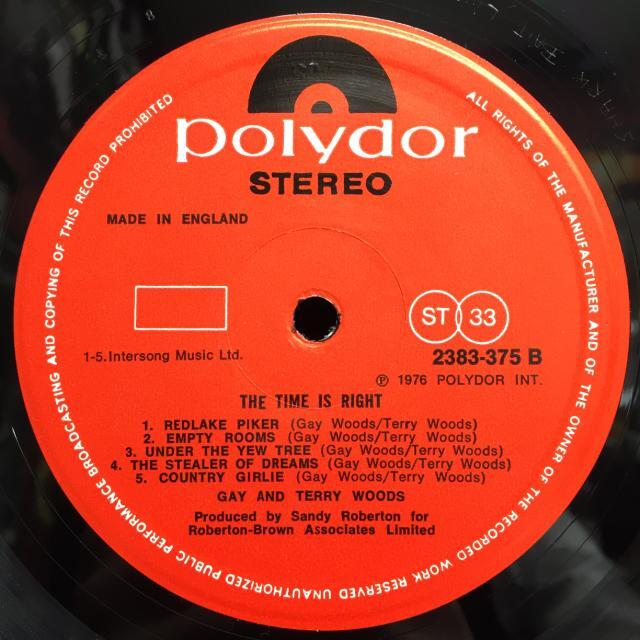 polydor
STEREO
MADE IN ENGLAND
ST 33
1-5. Intersong Music Ltd.
2383-375 B
℗ 1976 POLYDOR INT.
THE TIME IS RIGHT
1. REDLAKE PIKER (Gay Woods/Terry Woods)
2. EMPTY ROOMS (Gay Woods/Terry Woods)
3. UNDER THE YEW TREE (Gay Woods/Terry Woods)
4. THE STEALER OF DREAMS (Gay Woods/Terry Woods)
5. COUNTRY GIRLIE (Gay Woods/Terry Woods)
GAY AND TERRY WOODS
Produced by Sandy Roberton for
Roberton-Brown Associates Limited
ALL RIGHTS OF THE MANUFACTURER AND OF THE OWNER OF THE RECORDED WORK RESERVED UNAUTHORIZED PUBLIC PERFORMANCE BROADCASTING AND COPYING OF THIS RECORD PROHIBITED